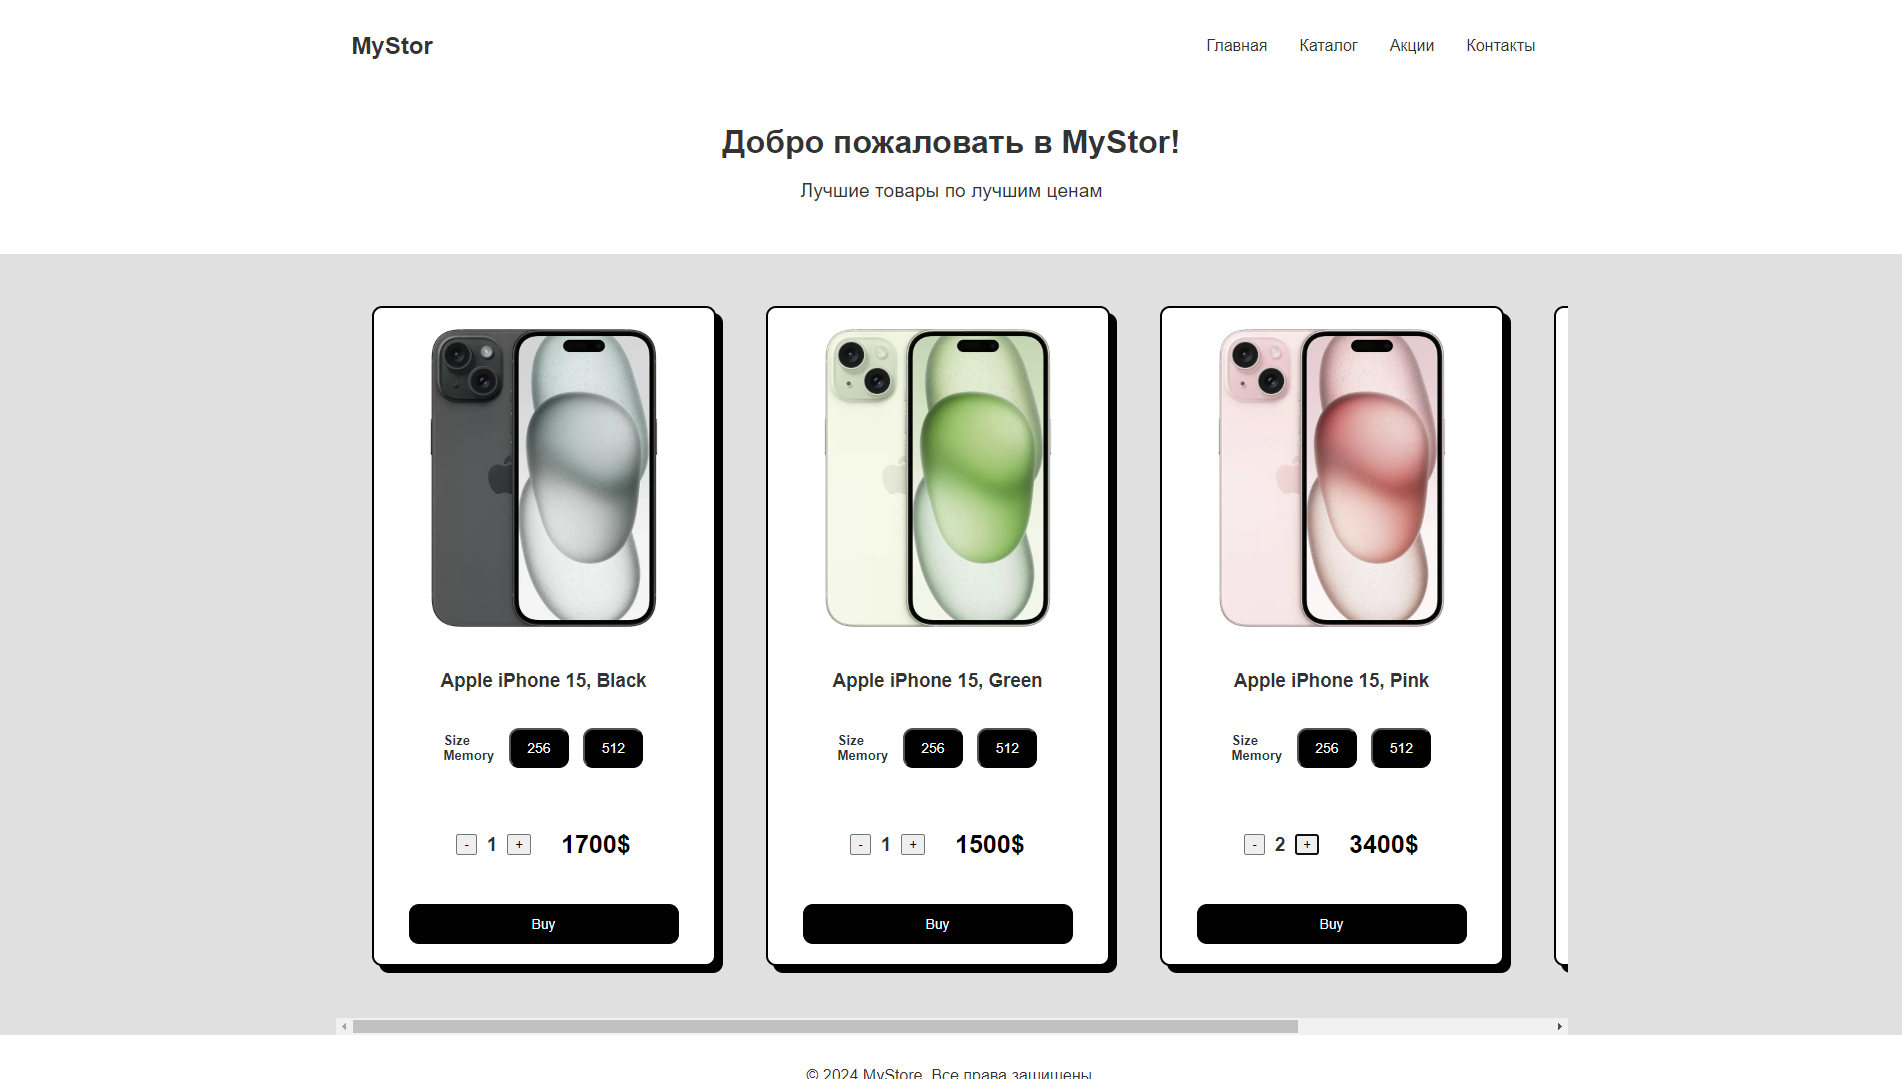 MyStor
Главная Каталог Акции Контакты
Добро пожаловать в MyStor!
Лучшие товары по лучшим ценам
Apple iPhone 15, Black
Size
Memory
256 512
- 1 + 1700$
Buy
Apple iPhone 15, Green
Size
Memory
256 512
- 1 + 1500$
Buy
Apple iPhone 15, Pink
Size
Memory
256 512
- 2 + 3400$
Buy
© 2024 MyStore. Все права защищены